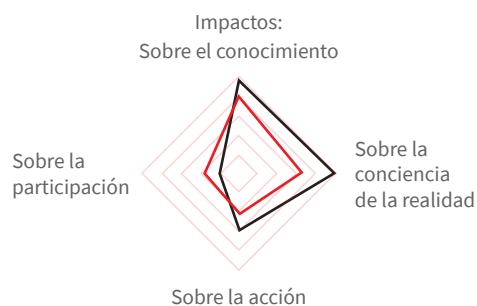 Impactos:
Sobre el conocimiento
Sobre la
participación
Sobre la
conciencia
de la realidad
Sobre la acción